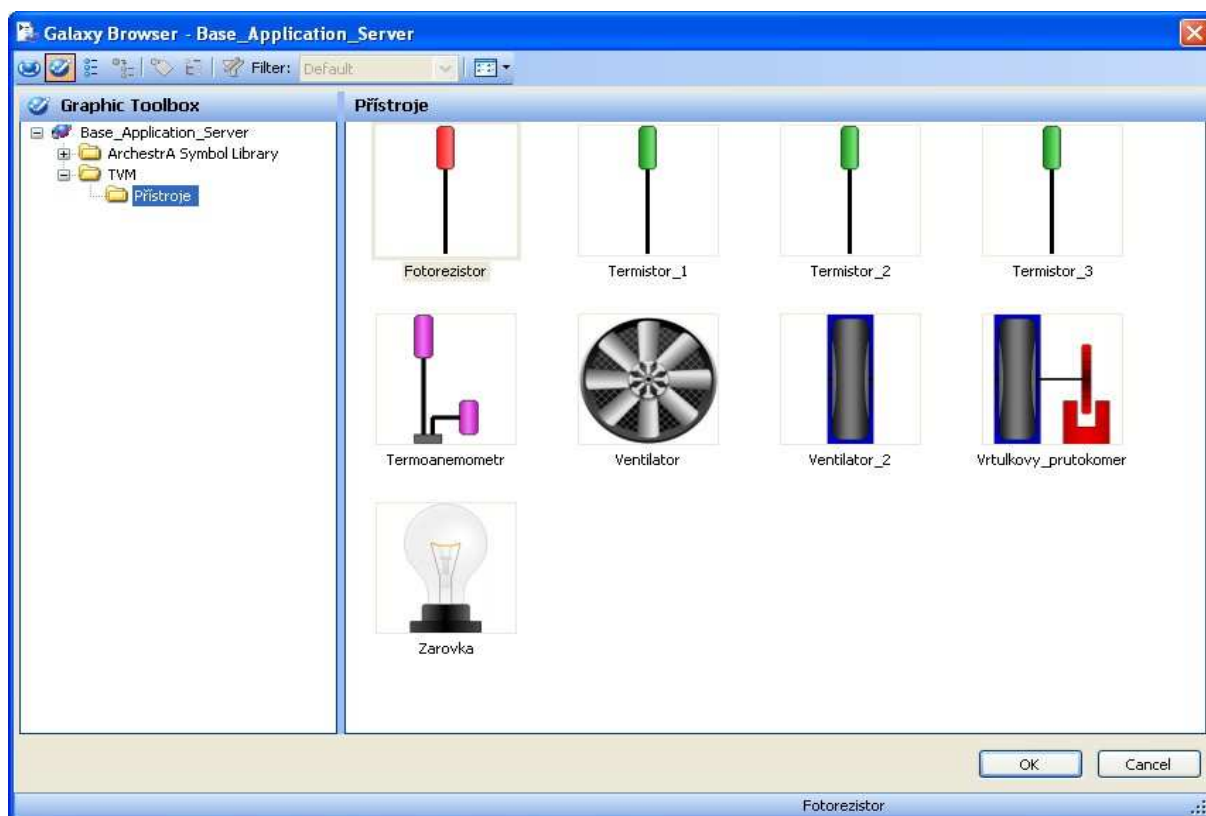 Galaxy Browser - Base_Application_Server
Filter: Default
Graphic Toolbox
Base_Application_Server
ArchestrA Symbol Library
TVM
Přístroje
Přístroje
Fotorezistor Termistor_1 Termistor_2 Termistor_3
Termoanemometr Ventilator Ventilator_2 Vrtulkovy_prutokomer
Zarovka
OK Cancel
Fotorezistor